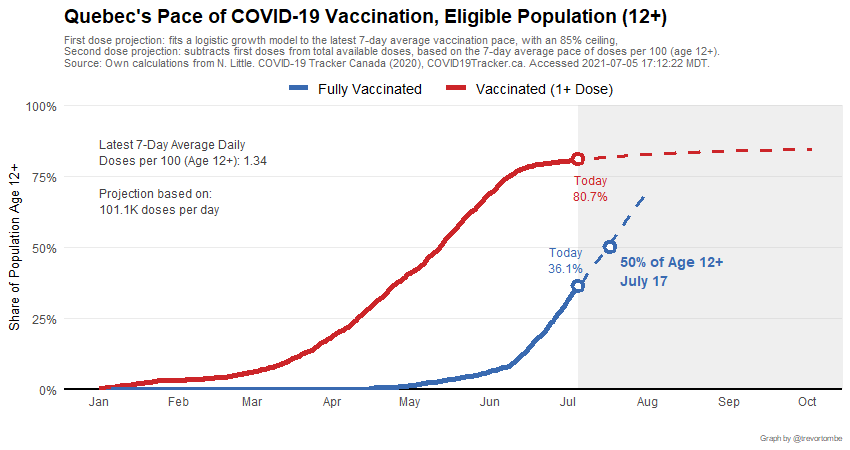 Quebec's Pace of COVID-19 Vaccination, Eligible Population (12+)
First dose projection: fits a logistic growth model to the latest 7-day average vaccination pace, with an 85% ceiling,
Second dose projection: subtracts first doses from total available doses, based on the 7-day average pace of doses per 100 (age 12+).
Source: Own calculations from N. Little. COVID-19 Tracker Canada (2020), COVID19Tracker.ca. Accessed 2021-07-05 17:12:22 MDT.
Fully Vaccinated
Vaccinated (1+ Dose)
100%
75%
50%
25%
0%
Share of Population Age 12+
Latest 7-Day Average Daily
Doses per 100 (Age 12+): 1.34
Projection based on:
101.1K doses per day
Today
80.7%
Today
36.1%
50% of Age 12+
July 17
Jan
Feb
Mar
Apr
May
Jun
Jul
Aug
Sep
Oct
Graph by @trevortombe